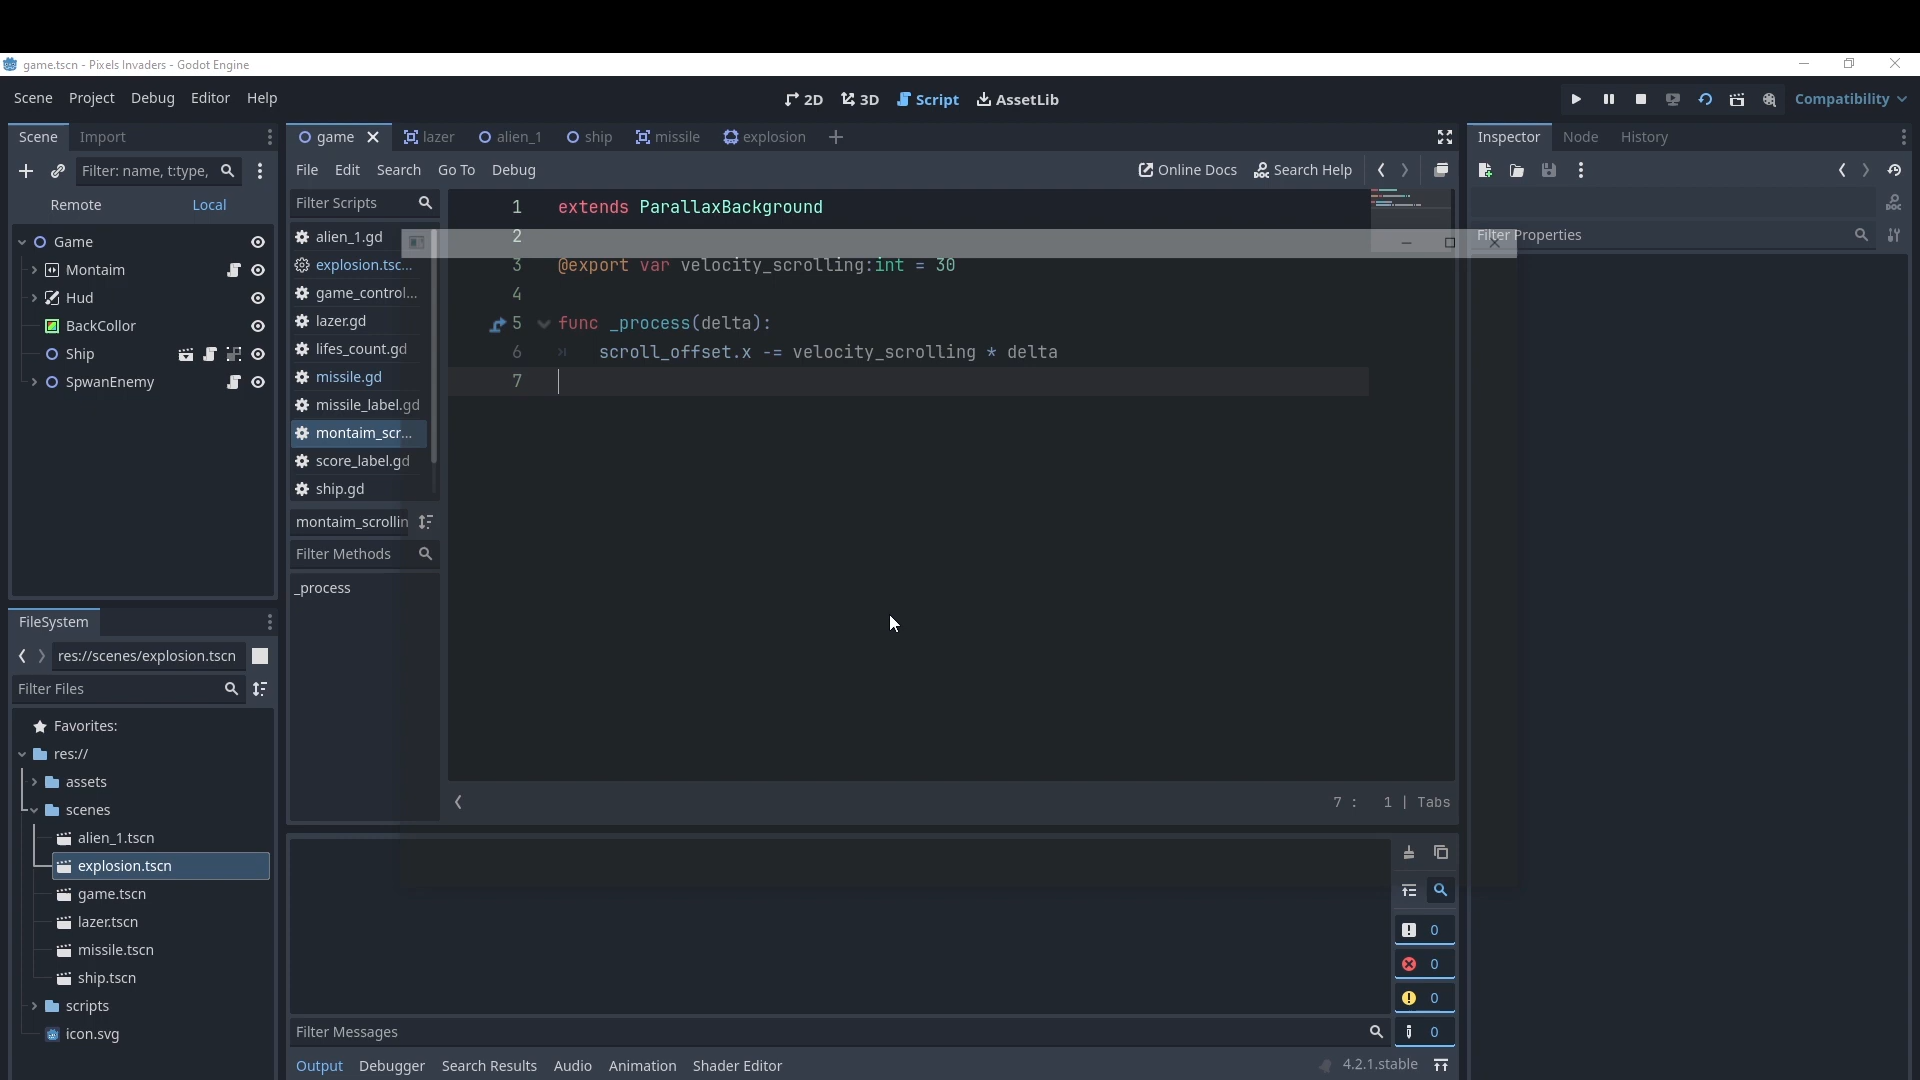 game.tscn - Pixels Invaders - Godot Engine
Scene Project Debug Editor Help
2D 3D Script AssetLib
Compatibility
Scene Import
game lazer alien_1 ship missile explosion
Inspector Node History
Filter: name, t:type,
File Edit Search Go To Debug
Online Docs Search Help
Remote Local
Filter Scripts
Filter Properties
Game
Montaim
Hud
BackCollor
Ship
SpwanEnemy
alien_1.gd
explosion.tsc...
game_control...
lazer.gd
lifes_count.gd
missile.gd
missile_label.gd
montaim_scr...
score_label.gd
ship.gd
montaim_scrollin
Filter Methods
_process
1 extends ParallaxBackground
2
3 @export var velocity_scrolling:int = 30
4
5 func _process(delta):
6 scroll_offset.x -= velocity_scrolling * delta
7
7 : 1 | Tabs
FileSystem
res://scenes/explosion.tscn
Filter Files
Favorites:
res://
assets
scenes
alien_1.tscn
explosion.tscn
game.tscn
lazer.tscn
missile.tscn
ship.tscn
scripts
icon.svg
0
0
0
0
Filter Messages
Output Debugger Search Results Audio Animation Shader Editor
4.2.1.stable